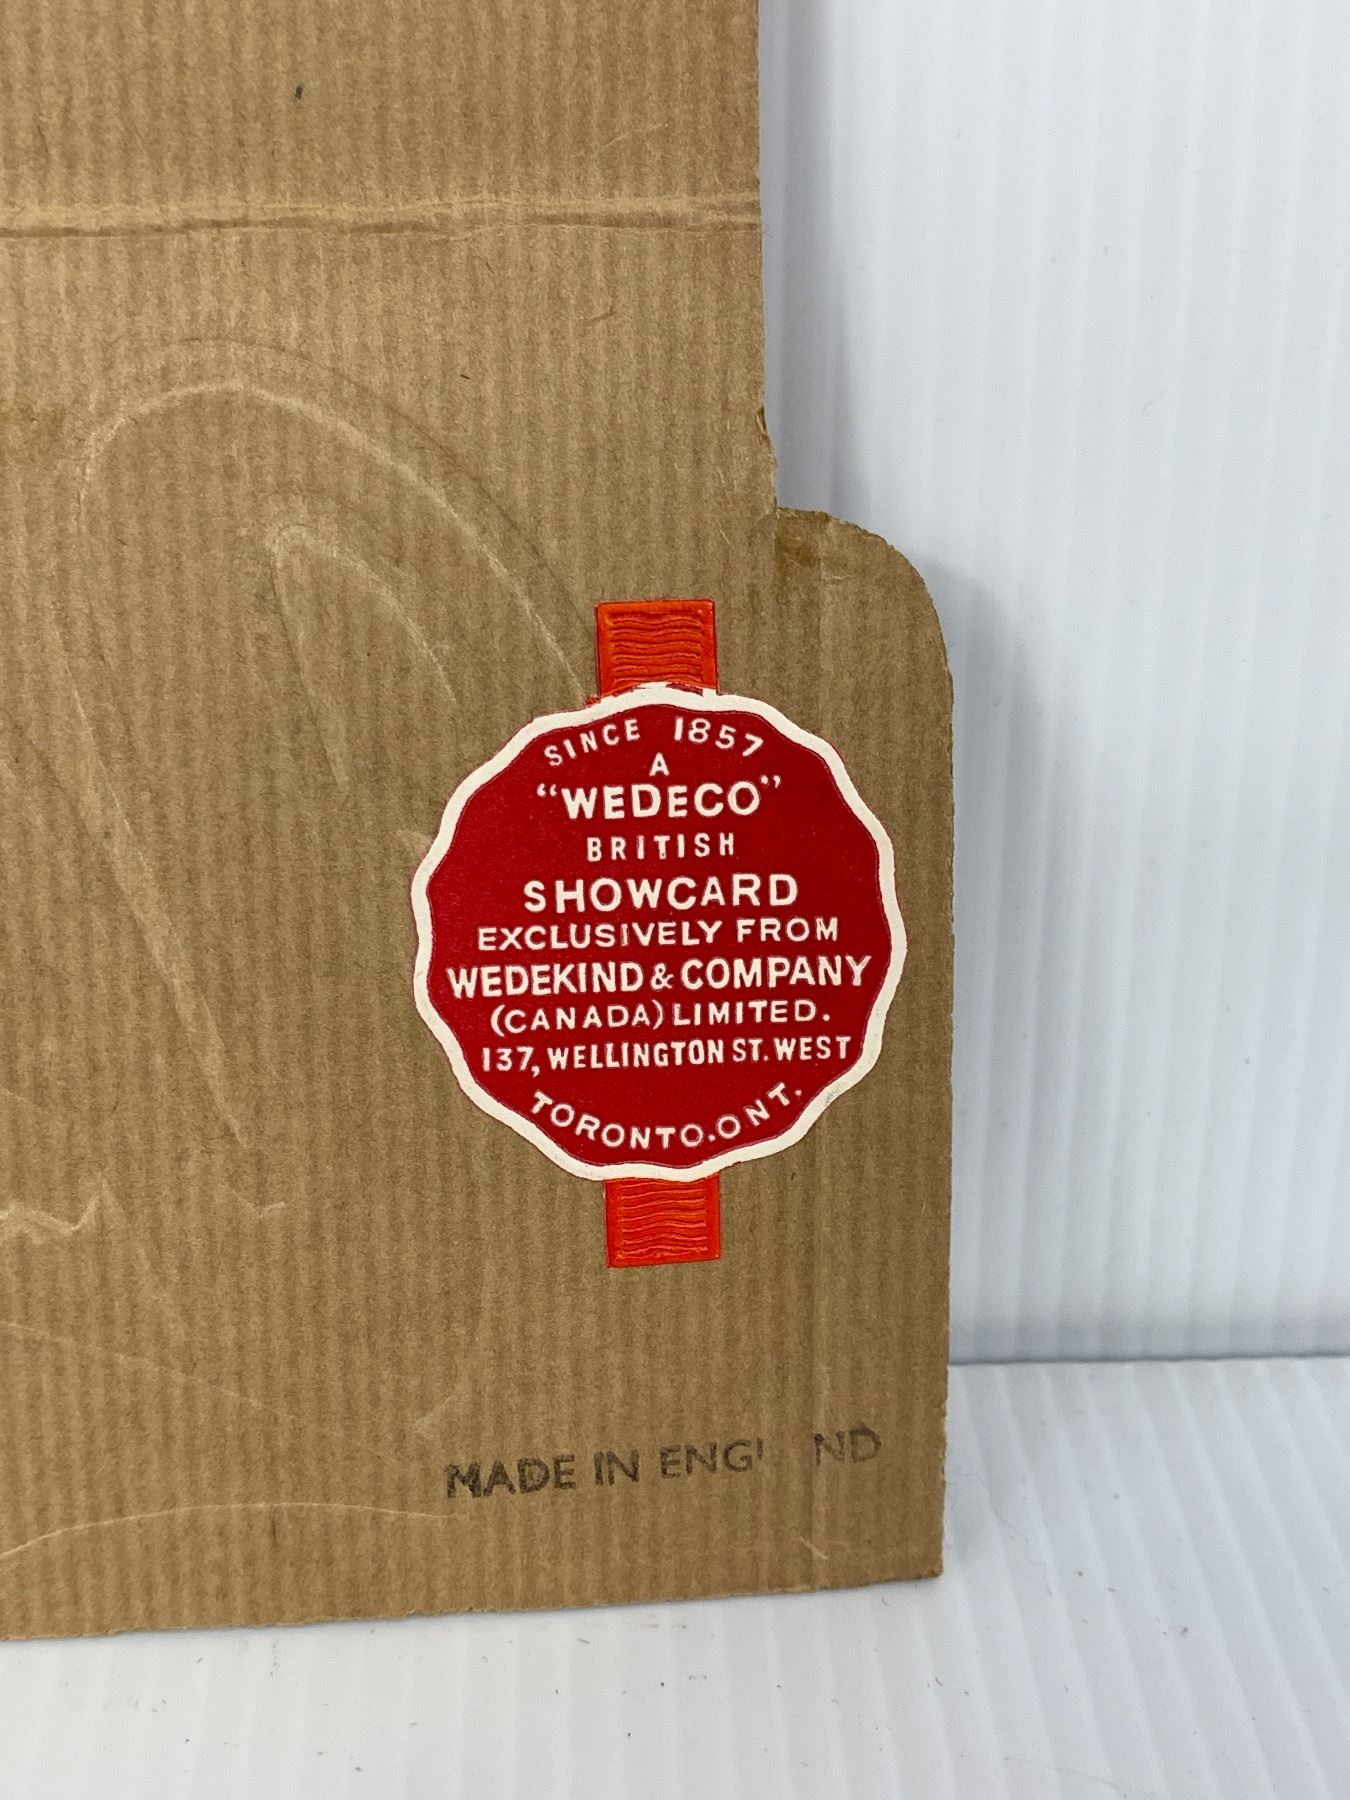 SINCE 1857
A
"WEDECO"
BRITISH
SHOWCARD
EXCLUSIVELY FROM
WEDEKIND & COMPANY
(CANADA) LIMITED.
137, WELLINGTON ST. WEST
TORONTO. ONT.
MADE IN ENGL ND